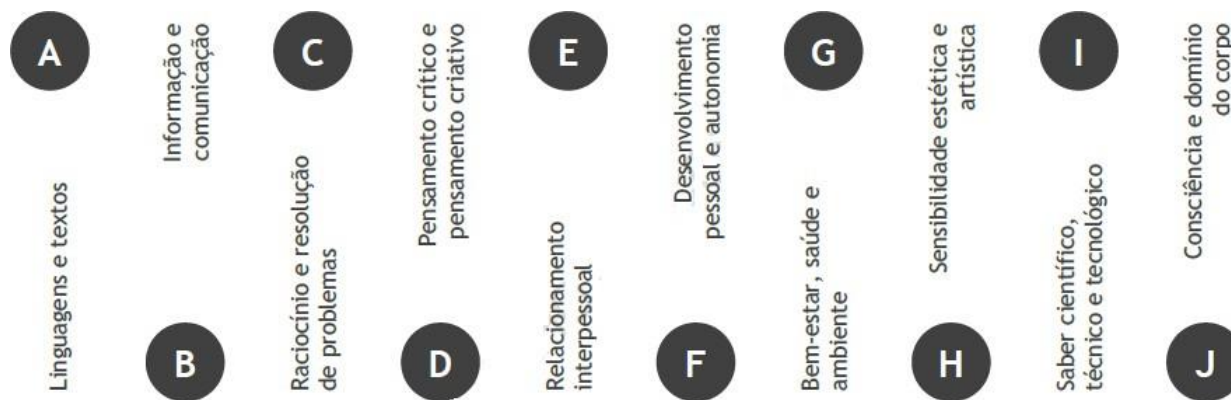 A
Linguagens e textos
Informação e
comunicação
B
C
Raciocínio e resolução
de problemas
Pensamento crítico e
pensamento criativo
D
E
Relacionamento
interpessoal
Desenvolvimento
pessoal e autonomia
F
G
Bem-estar, saúde e
ambiente
Sensibilidade estética e
artística
H
I
Saber científico,
técnico e tecnológico
Consciência e domínio
do corpo
J